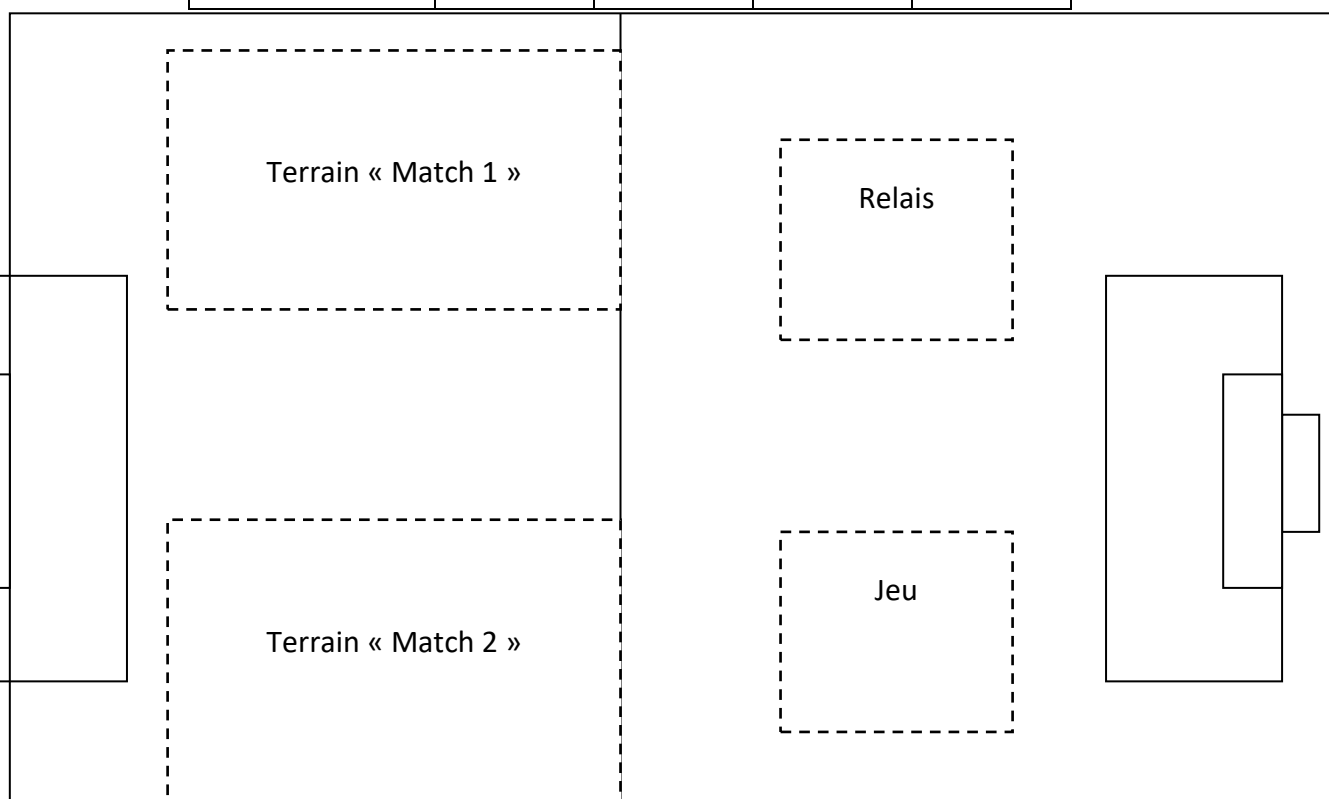 Terrain « Match 1 »
Relais
Jeu
Terrain « Match 2 »